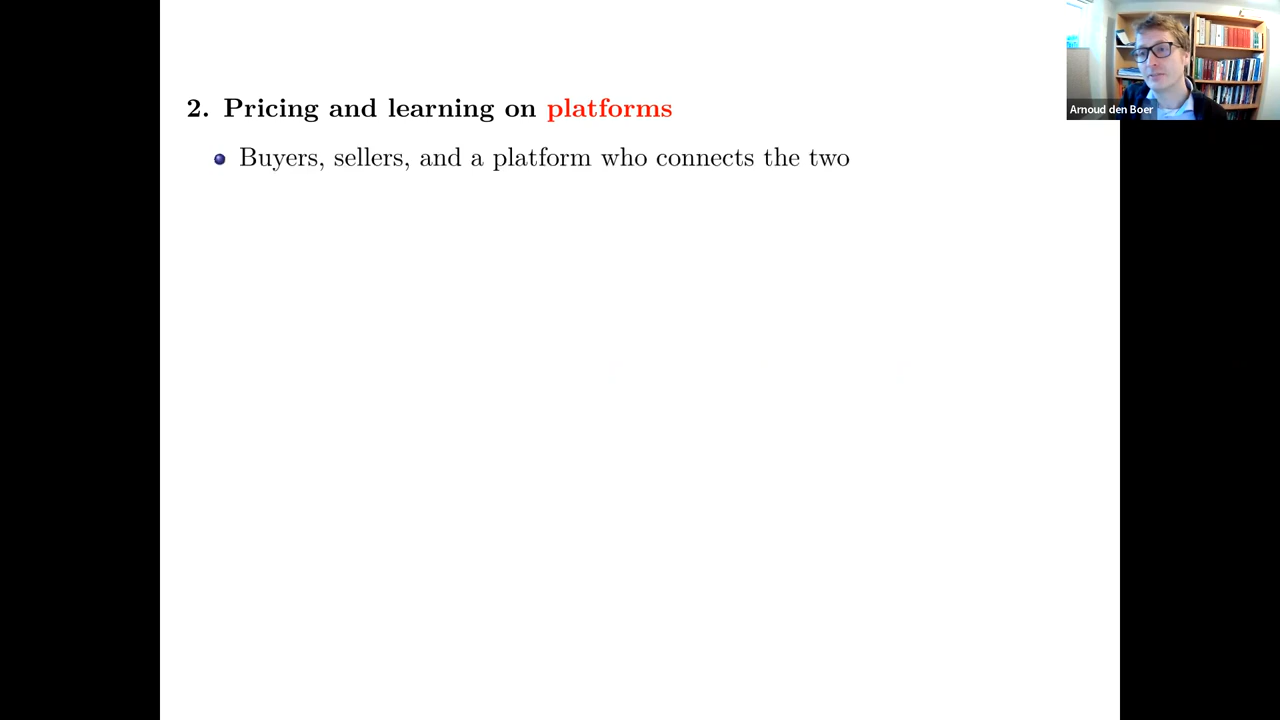 2. Pricing and learning on platforms
Buyers, sellers, and a platform who connects the two
Arnoud den Boer